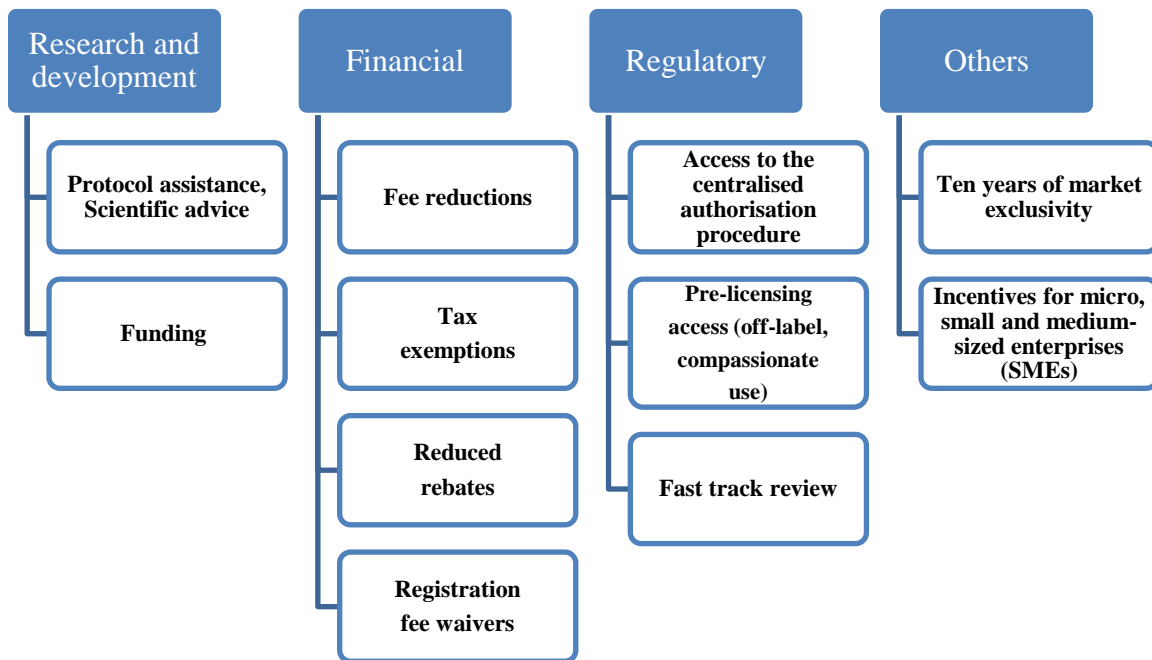 Research and
development
Protocol assistance,
Scientific advice
Funding
Financial
Fee reductions
Tax
exemptions
Reduced
rebates
Registration
fee waivers
Regulatory
Access to the
centralised
authorisation
procedure
Pre-licensing
access (off-label,
compassionate
use)
Fast track review
Others
Ten years of market
exclusivity
Incentives for micro,
small and medium-
sized enterprises
(SMEs)